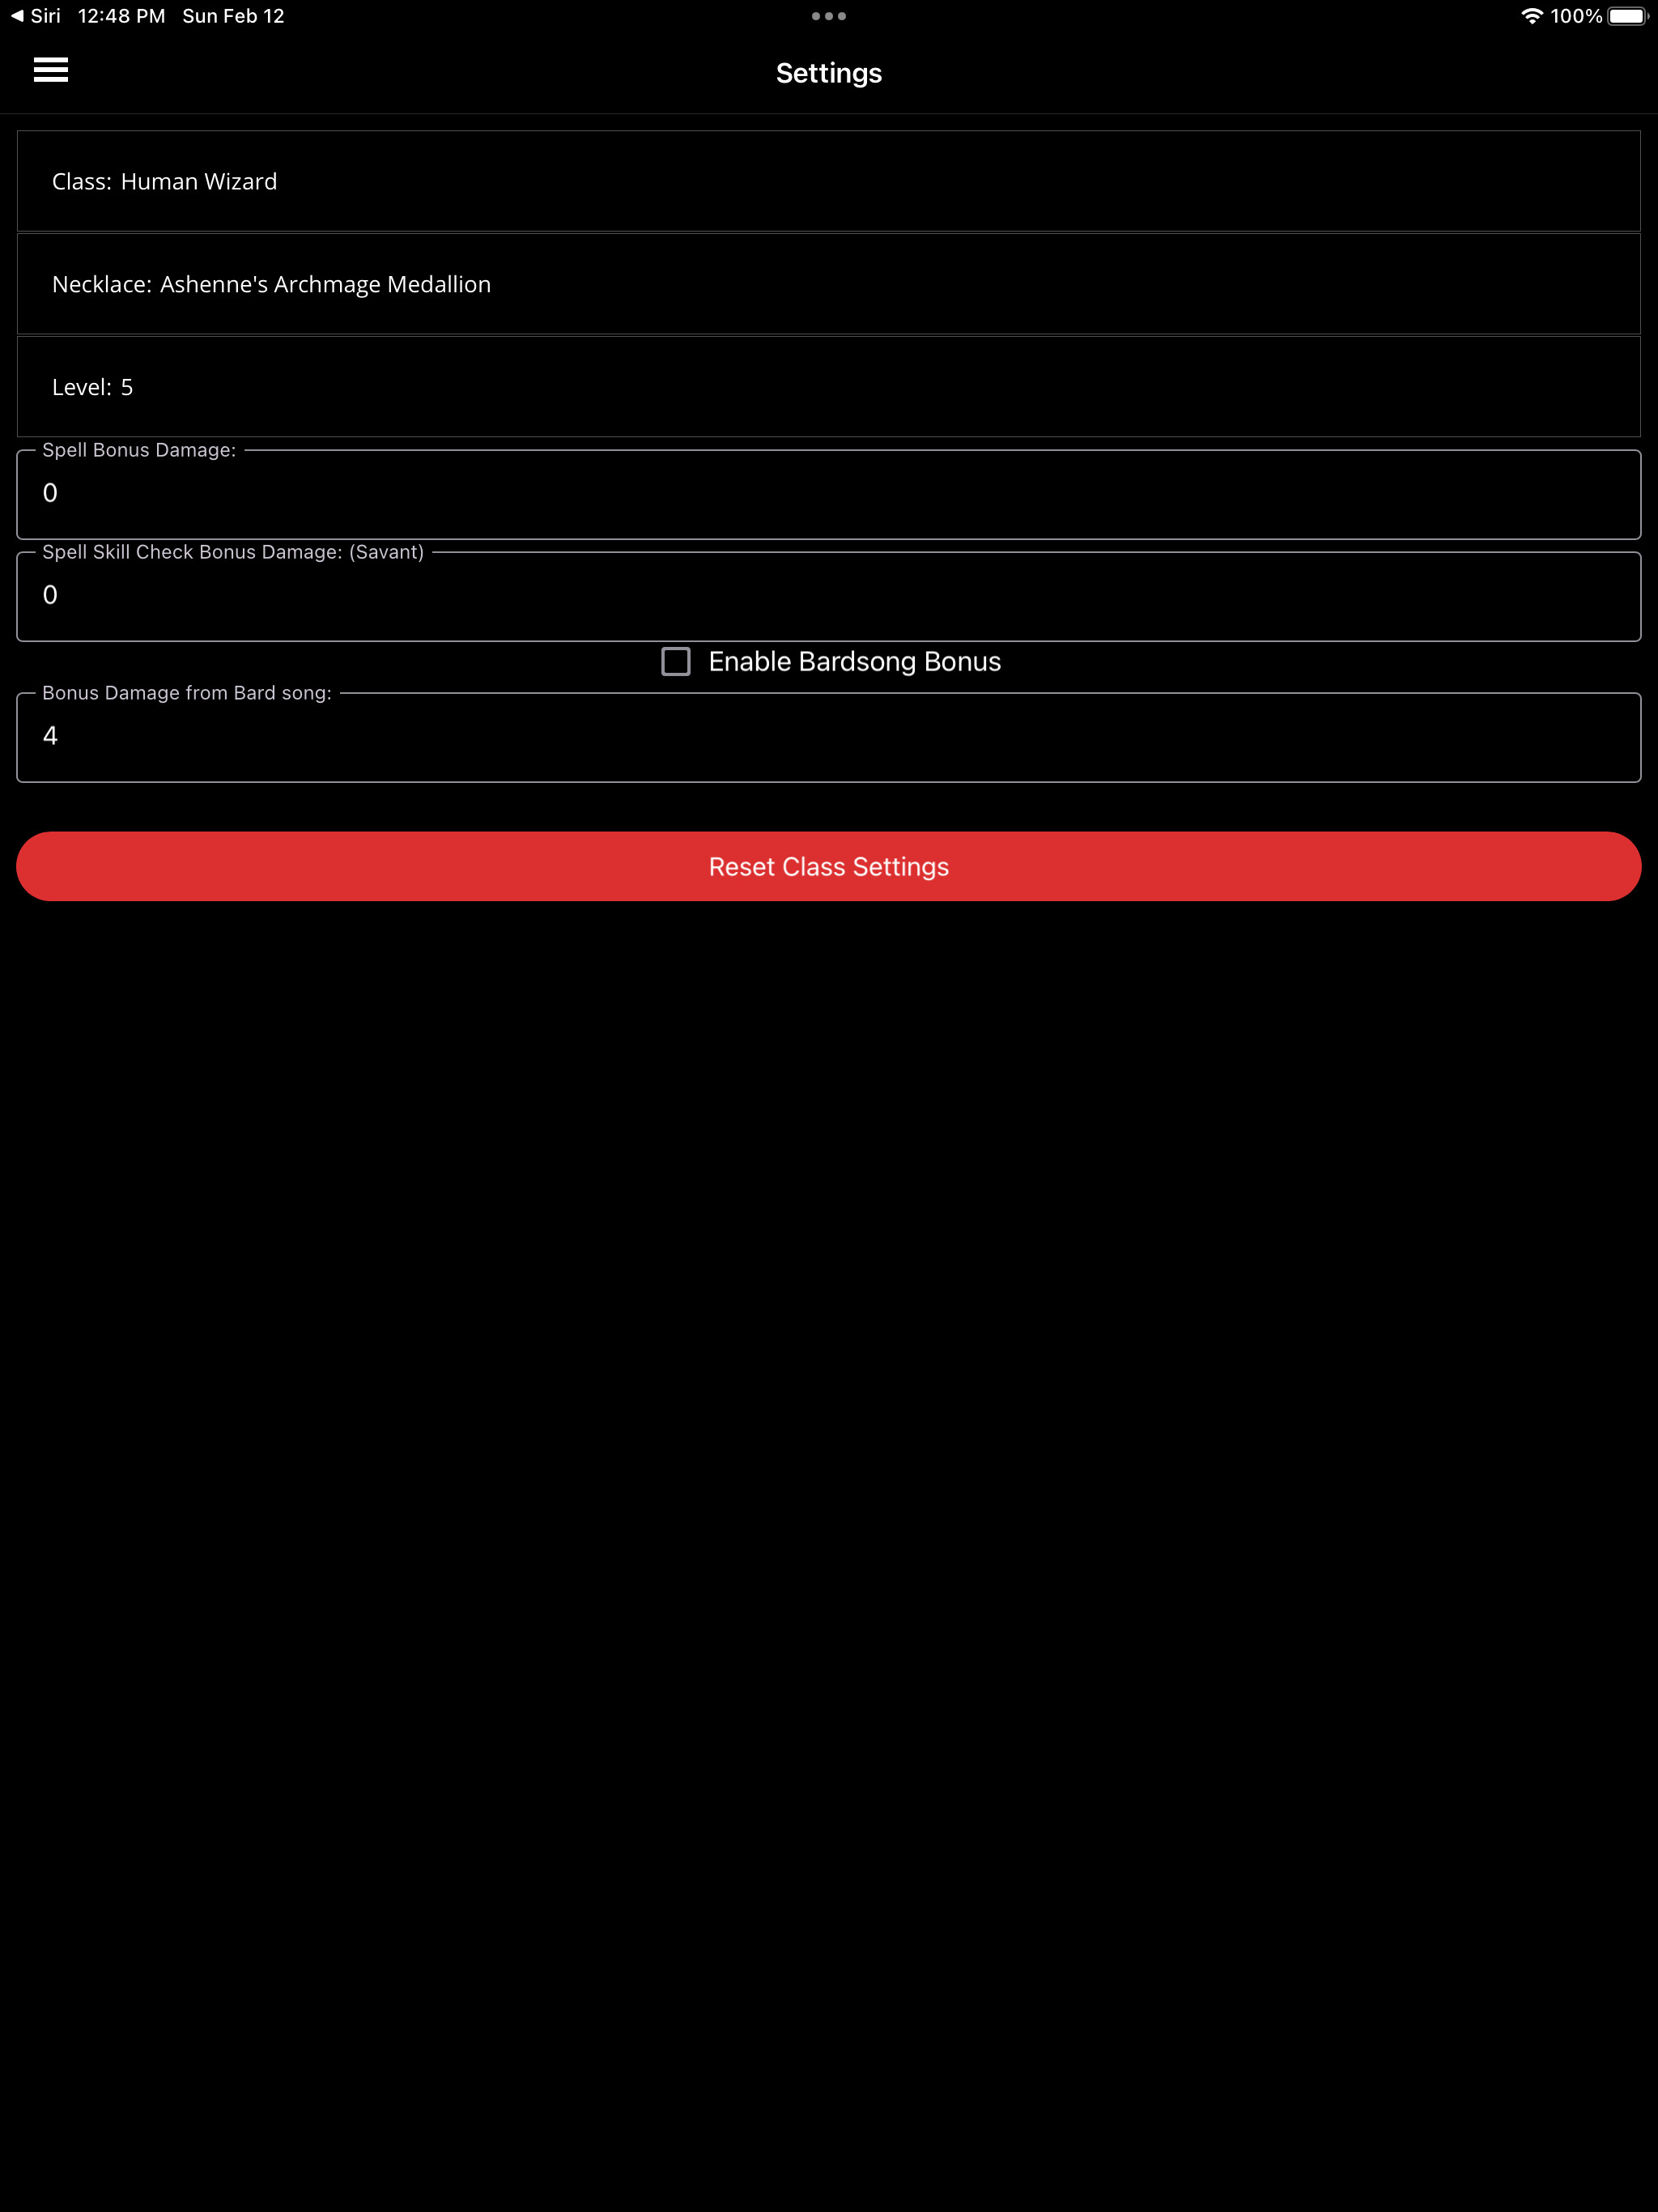 Siri 12:48 PM Sun Feb 12 100%
Settings
Class: Human Wizard
Necklace: Ashenne's Archmage Medallion
Level: 5
Spell Bonus Damage:
0
Spell Skill Check Bonus Damage: (Savant)
0
Enable Bardsong Bonus
Bonus Damage from Bard song:
4
Reset Class Settings